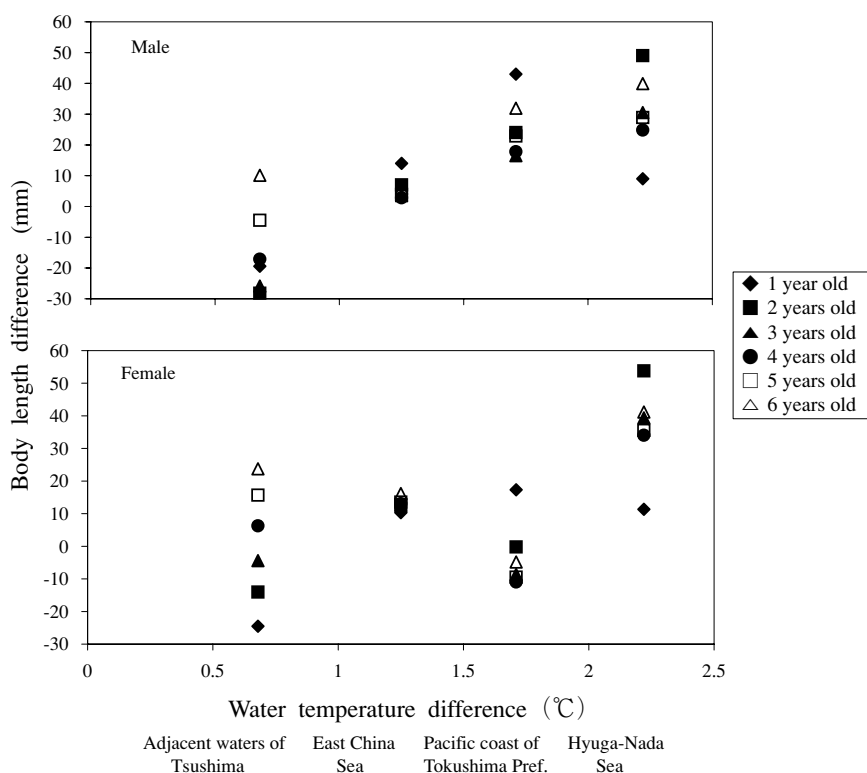 60
50
40
30
20
10
0
-10
-20
-30
Male
60
50
40
30
20
10
0
-10
-20
-30
Female
0 0.5 1 1.5 2 2.5
Body length difference (mm)
1 year old
2 years old
3 years old
4 years old
5 years old
6 years old
Water temperature difference (℃)
Adjacent waters of Tsushima
East China Sea
Pacific coast of Tokushima Pref.
Hyuga-Nada Sea